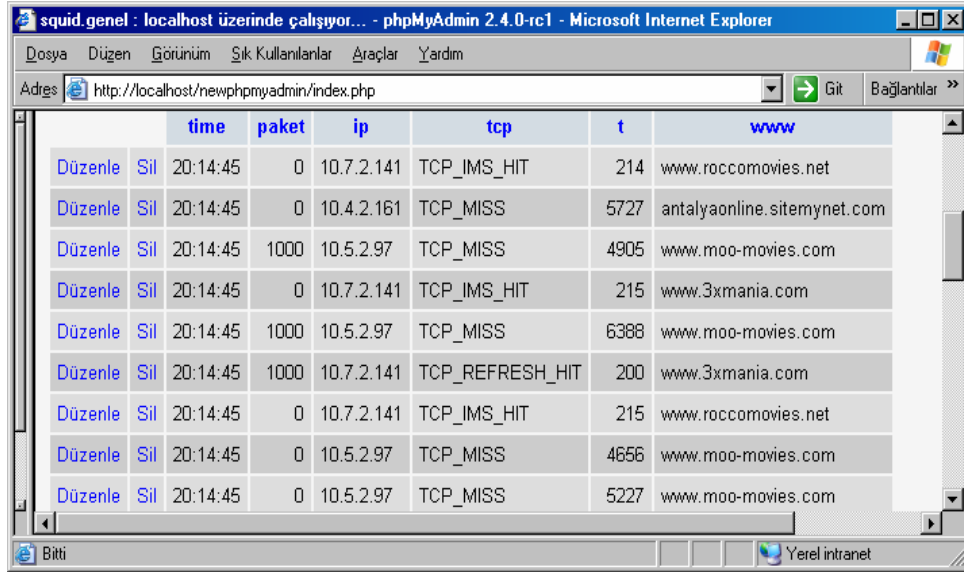 squid.genel : localhost üzerinde çalışıyor... - phpMyAdmin 2.4.0-rc1 - Microsoft Internet Explorer
Dosya Düzen Görünüm Sık Kullanılanlar Araçlar Yardım
Adres http://localhost/newphpmyadmin/index.php Git Bağlantılar »
time paket ip tcp t www
Düzenle Sil 20:14:45 0 10.7.2.141 TCP_IMS_HIT 214 www.roccomovies.net
Düzenle Sil 20:14:45 0 10.4.2.161 TCP_MISS 5727 antalyaonline.sitemynet.com
Düzenle Sil 20:14:45 1000 10.5.2.97 TCP_MISS 4905 www.moo-movies.com
Düzenle Sil 20:14:45 0 10.7.2.141 TCP_IMS_HIT 215 www.3xmania.com
Düzenle Sil 20:14:45 1000 10.5.2.97 TCP_MISS 6388 www.moo-movies.com
Düzenle Sil 20:14:45 1000 10.7.2.141 TCP_REFRESH_HIT 200 www.3xmania.com
Düzenle Sil 20:14:45 0 10.7.2.141 TCP_IMS_HIT 215 www.roccomovies.net
Düzenle Sil 20:14:45 0 10.5.2.97 TCP_MISS 4656 www.moo-movies.com
Düzenle Sil 20:14:45 0 10.5.2.97 TCP_MISS 5227 www.moo-movies.com
Bitti Yerel intranet